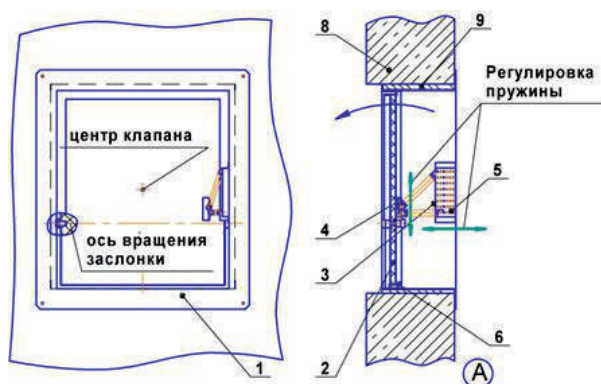 центр клапана
ось вращения
заслонки
1
8
9
Регулировка
пружины
5
4
3
2
6
А